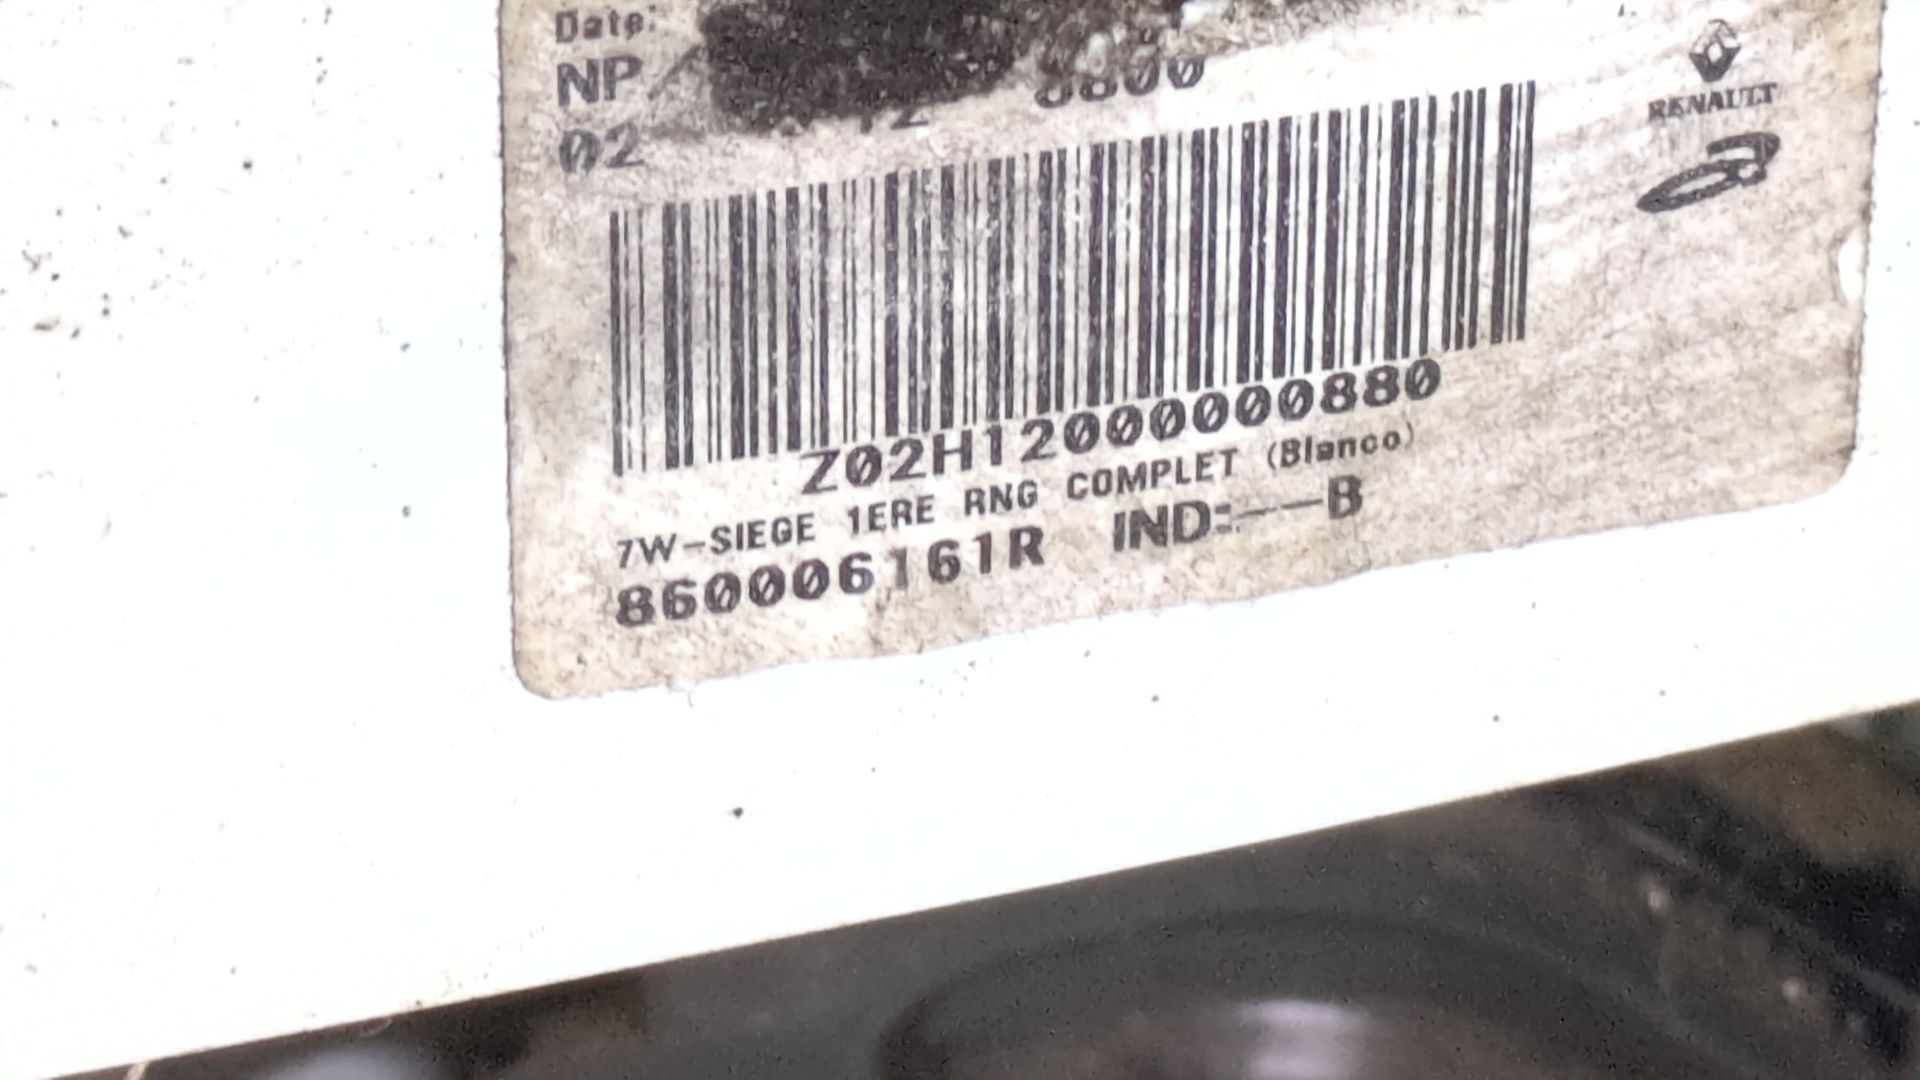 Date:
NP
02
RENAULT
Z02H12000000880
7W-SIEGE 1ERE RNG COMPLET (Blanco)
860006161R IND:--B